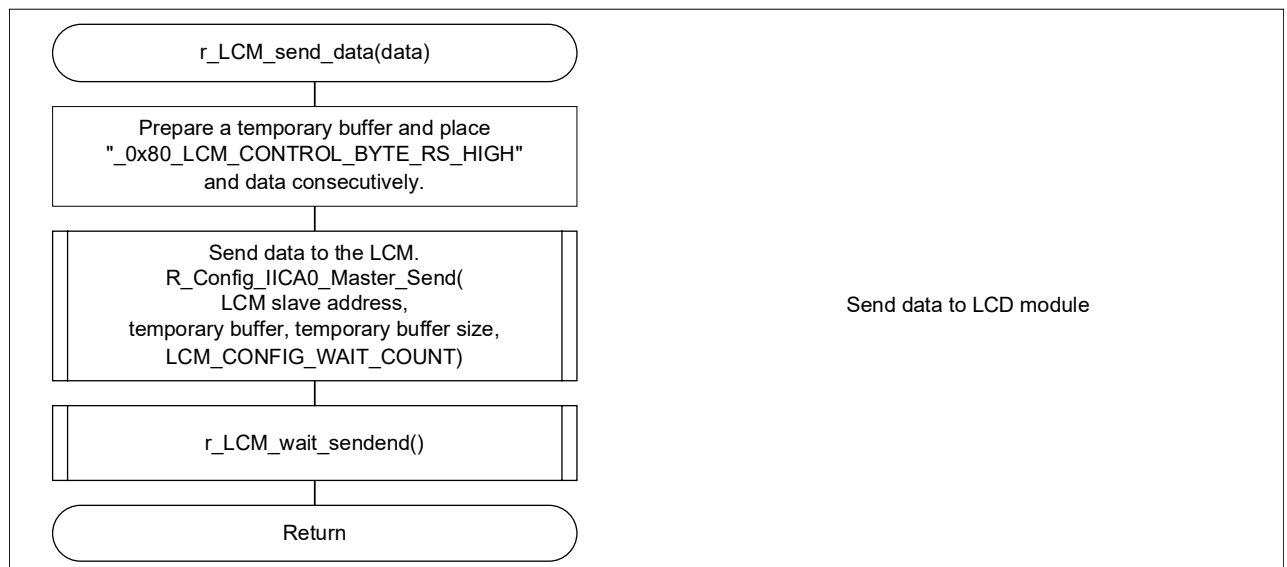 r_LCM_send_data(data)
Prepare a temporary buffer and place
"_0x80_LCM_CONTROL_BYTE_RS_HIGH"
and data consecutively.
Send data to the LCM.
R_Config_IICA0_Master_Send(
LCM slave address,
temporary buffer, temporary buffer size,
LCM_CONFIG_WAIT_COUNT)
Send data to LCD module
r_LCM_wait_sendend()
Return